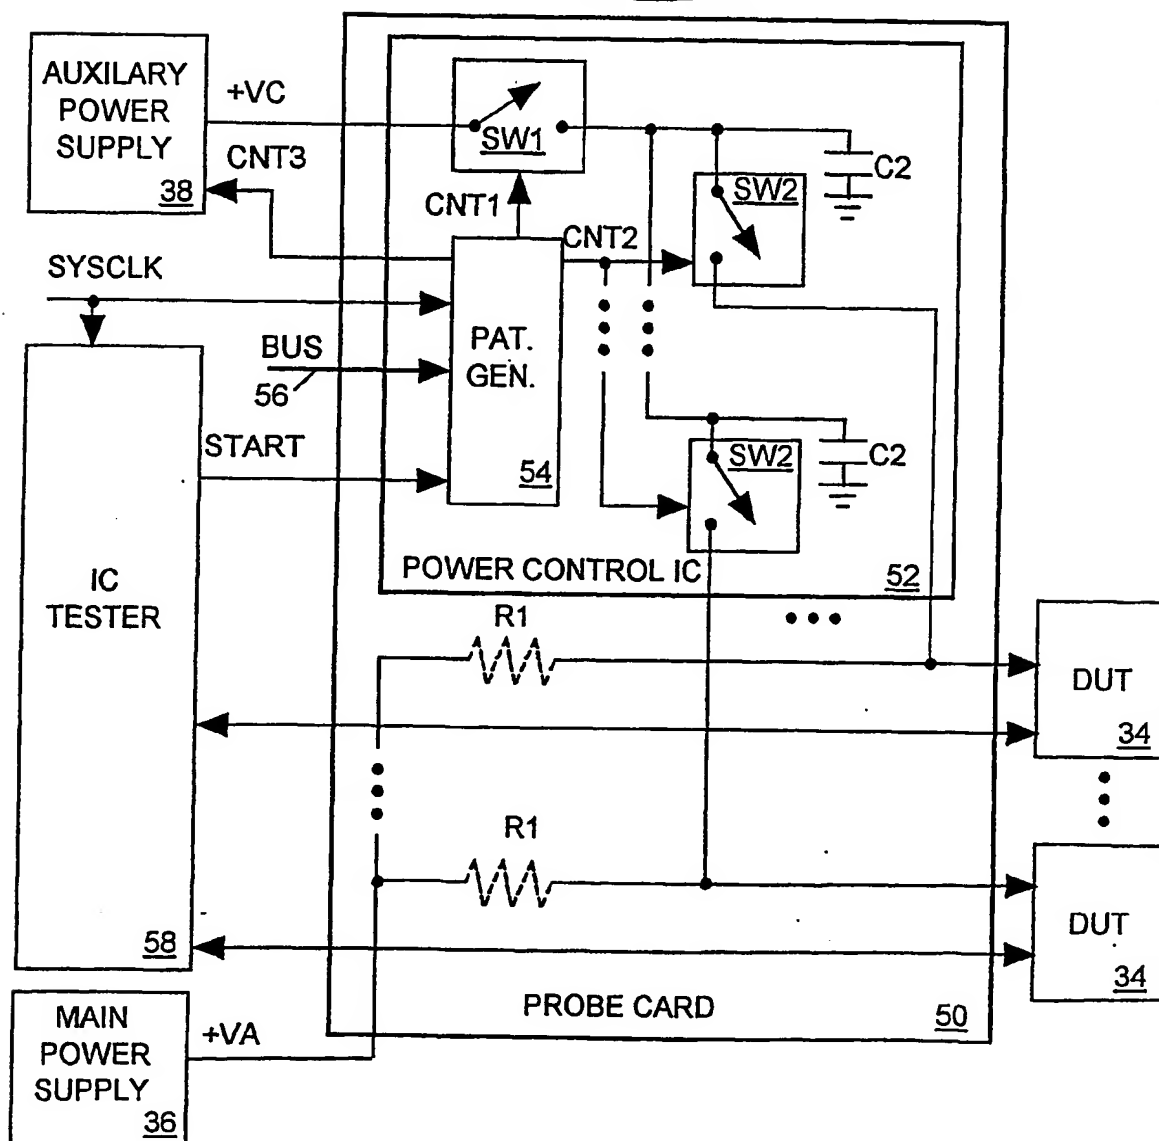 AUXILARY
POWER
SUPPLY
38
+VC
CNT3
SW1
CNT1
CNT2
SW2
C2
SYSCLK
BUS
56
START
PAT.
GEN.
54
SW2
C2
POWER CONTROL IC
52
IC
TESTER
58
R1
DUT
34
R1
DUT
34
PROBE CARD
50
MAIN
POWER
SUPPLY
36
+VA